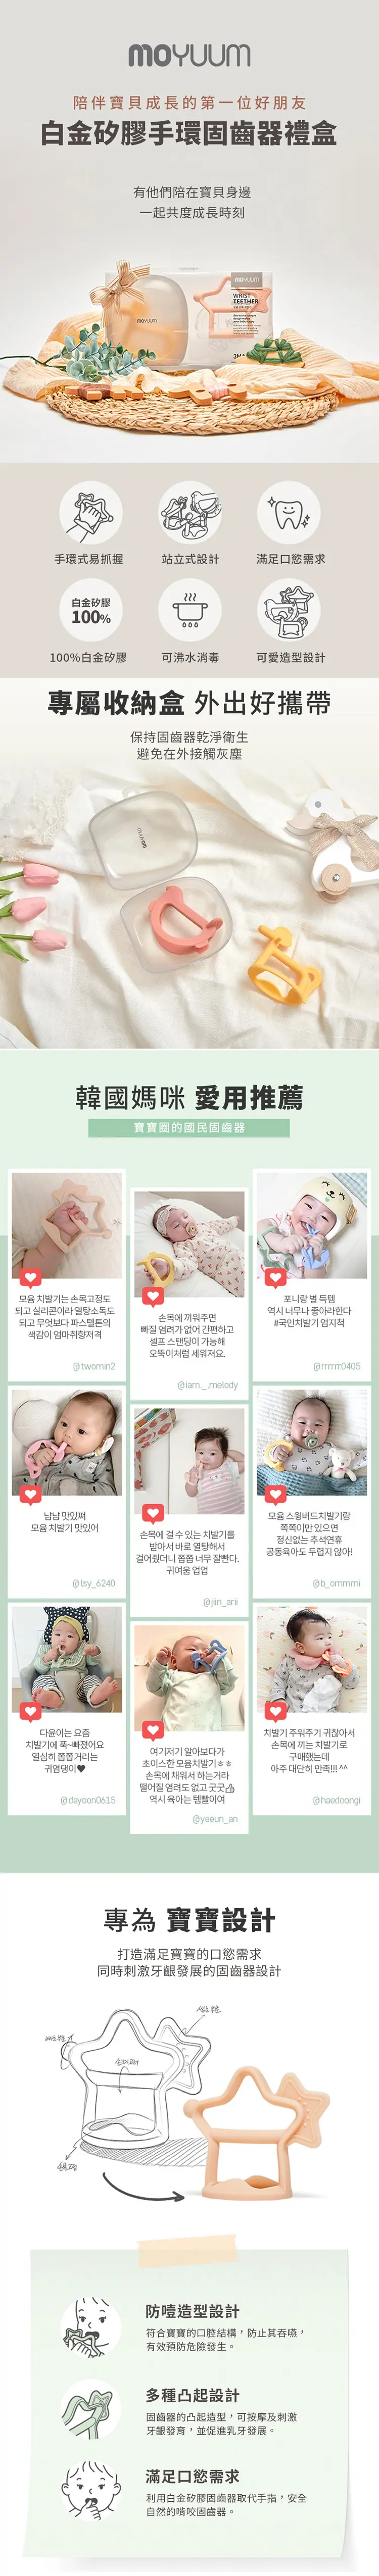 moyuum
陪伴寶貝成長的第一位好朋友
白金矽膠手環固齒器禮盒
有他們陪在寶貝身邊
一起共度成長時刻
moyuum
moyuum
WRIST
TEETHER
手環式易抓握
站立式設計
滿足口慾需求
白金矽膠
100%
100%白金矽膠
可沸水消毒
可愛造型設計
專屬收納盒 外出好攜帶
保持固齒器乾淨衛生
避免在外接觸灰塵
moyuum
韓國媽咪 愛用推薦
寶寶圈的國民固齒器
모윰 치발기는 손목고정도
되고 실리콘이라 열탕소독도
되고 무엇보다 파스텔톤의
색감이 엄마취향저격
@twomin2
손목에 끼워주면
빠질 염려가 없어 간편하고
셀프 스탠딩이 가능해
오뚝이처럼 세워져요.
@iam._.melody
포니랑 별 득템
역시 너무나 좋아라한다
#국민치발기 엄지척
@rrrrrr0405
냠냠 맛있쪄
모윰 치발기 맛있어
@lsy_6240
손목에 걸 수 있는 치발기를
받아서 바로 열탕해서
걸어줬더니 쫍쫍 너무 잘빤다.
귀여움 업업
@jiin_arii
모윰 스윙버드치발기랑
쪽쪽이만 있으면
정신없는 추석연휴
공동육아도 두렵지 않아!
@b_ommmi
다윤이는 요즘
치발기에 푹~빠졌어요
열심히 쫍쫍거리는
귀염댕이♥
@dayoon0615
여기저기 알아보다가
초이스한 모윰치발기ㅎㅎ
손목에 채워서 하는거라
떨어질 염려도 없고 굿굿👍
역시 육아는 템빨이여
@yeeun_an
치발기 주워주기 귀찮아서
손목에 끼는 치발기로
구매했는데
아주 대단히 만족!!! ^^
@haedoongi
專為 寶寶設計
打造滿足寶寶的口慾需求
同時刺激牙齦發展的固齒器設計
防噎造型設計
符合寶寶的口腔結構，防止其吞嚥，
有效預防危險發生。
多種凸起設計
固齒器的凸起造型，可按摩及刺激
牙齦發育，並促進乳牙發展。
滿足口慾需求
利用白金矽膠固齒器取代手指，安全
自然的啃咬固齒器。